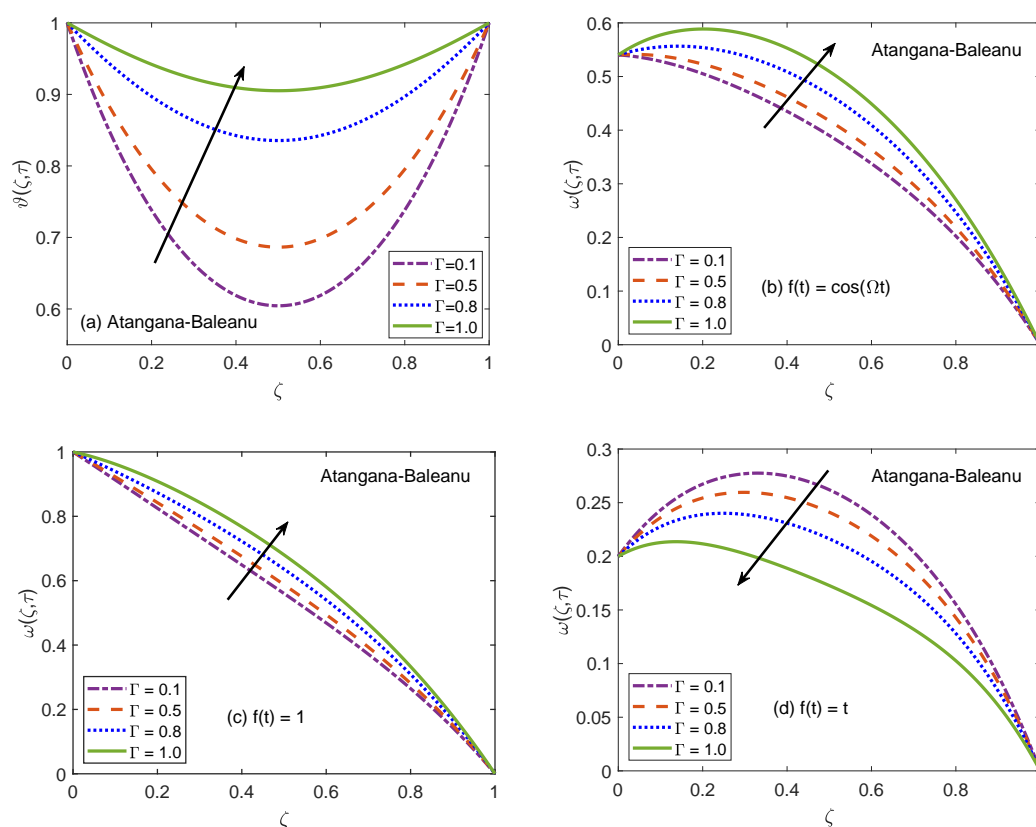 1
0.9
0.8
0.7
0.6
ϑ(ζ,τ)
(a) Atangana-Baleanu
Γ=0.1
Γ=0.5
Γ=0.8
Γ=1.0
0 0.2 0.4 0.6 0.8 1
ζ
0.6
0.5
0.4
0.3
0.2
0.1
0
ω(ζ,τ)
Atangana-Baleanu
Γ = 0.1
Γ = 0.5
Γ = 0.8
Γ = 1.0
(b) f(t) = cos(Ωt)
0 0.2 0.4 0.6 0.8
ζ
1
0.8
0.6
0.4
0.2
0
ω(ζ,τ)
Atangana-Baleanu
Γ = 0.1
Γ = 0.5
Γ = 0.8
Γ = 1.0
(c) f(t) = 1
0 0.2 0.4 0.6 0.8 1
ζ
0.3
0.25
0.2
0.15
0.1
0.05
0
ω(ζ,τ)
Atangana-Baleanu
Γ = 0.1
Γ = 0.5
Γ = 0.8
Γ = 1.0
(d) f(t) = t
0 0.2 0.4 0.6 0.8
ζ